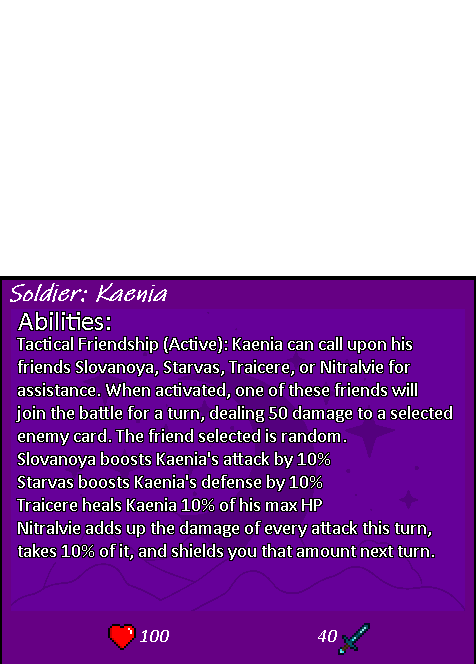 Soldier: Kaenia
Abilities:
Tactical Friendship (Active): Kaenia can call upon his
friends Slovanoya, Starvas, Traicere, or Nitralvie for
assistance. When activated, one of these friends will
join the battle for a turn, dealing 50 damage to a selected
enemy card. The friend selected is random.
Slovanoya boosts Kaenia's attack by 10%
Starvas boosts Kaenia's defense by 10%
Traicere heals Kaenia 10% of his max HP
Nitralvie adds up the damage of every attack this turn,
takes 10% of it, and shields you that amount next turn.
100 40